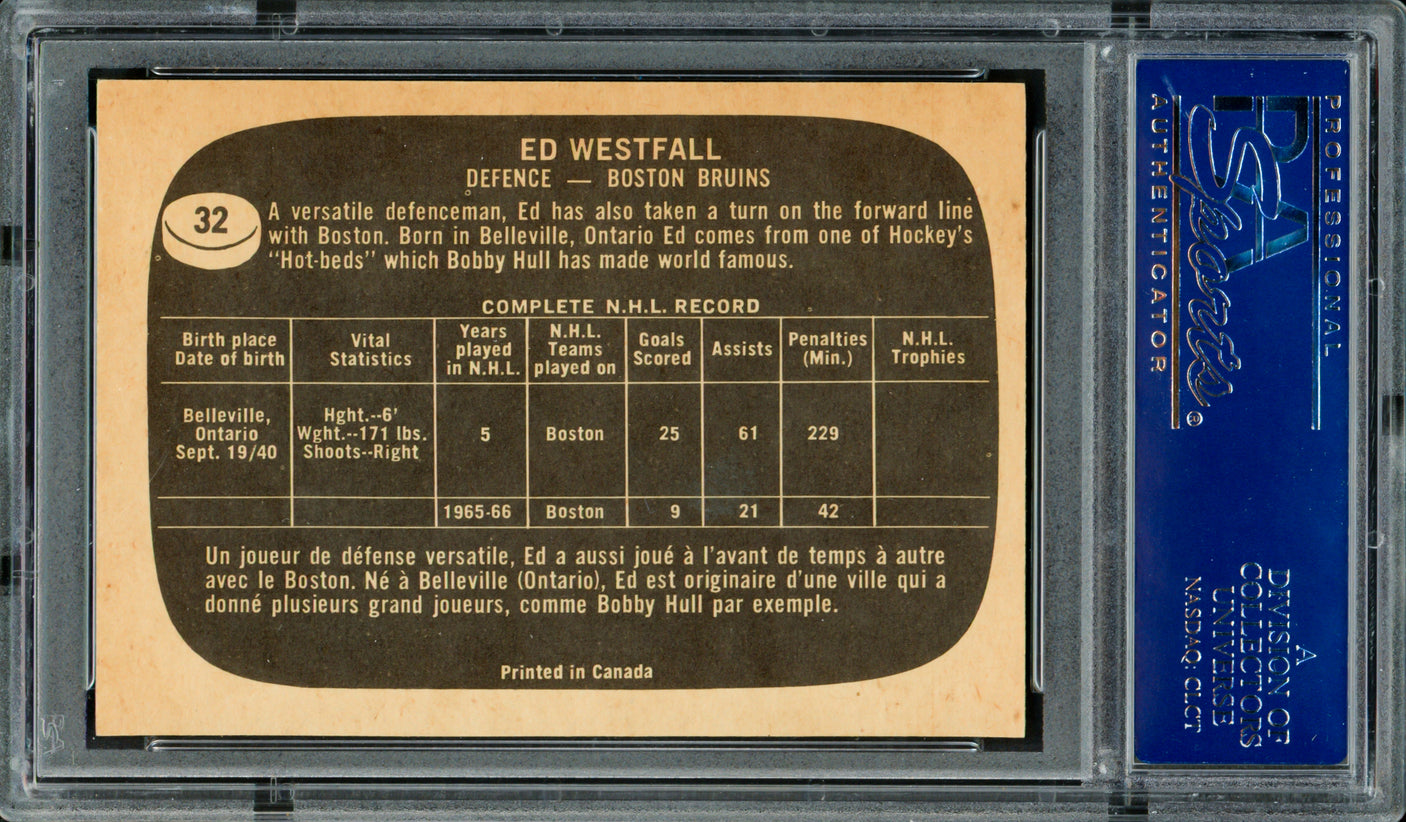 ED WESTFALL
DEFENCE — BOSTON BRUINS
32
A versatile defenceman, Ed has also taken a turn on the forward line
with Boston. Born in Belleville, Ontario Ed comes from one of Hockey's
"Hot-beds" which Bobby Hull has made world famous.
COMPLETE N.H.L. RECORD
Birth place
Date of birth
Vital
Statistics
Years
played
in N.H.L.
N.H.L.
Teams
played on
Goals
Scored
Assists
Penalties
(Min.)
N.H.L.
Trophies
Belleville,
Ontario
Sept. 19/40
Hght.--6'
Wght.--171 lbs.
Shoots--Right
5
Boston
25
61
229
1965-66
Boston
9
21
42
Un joueur de défense versatile, Ed a aussi joué à l'avant de temps à autre
avec le Boston. Né à Belleville (Ontario), Ed est originaire d'une ville qui a
donné plusieurs grand joueurs, comme Bobby Hull par exemple.
Printed in Canada
PROFESSIONAL
PSA
Sports®
AUTHENTICATOR
A
DIVISION OF
COLLECTORS
UNIVERSE
NASDAQ: CLCT
PSA